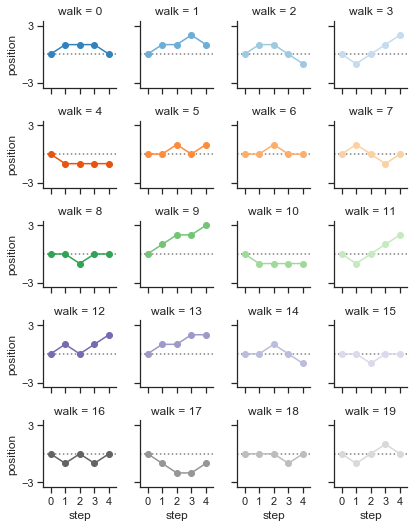 walk = 0 walk = 1 walk = 2 walk = 3
3
position
−3
walk = 4 walk = 5 walk = 6 walk = 7
3
position
−3
walk = 8 walk = 9 walk = 10 walk = 11
3
position
−3
walk = 12 walk = 13 walk = 14 walk = 15
3
position
−3
walk = 16 walk = 17 walk = 18 walk = 19
3
position
−3
0 1 2 3 4 0 1 2 3 4 0 1 2 3 4 0 1 2 3 4
step step step step